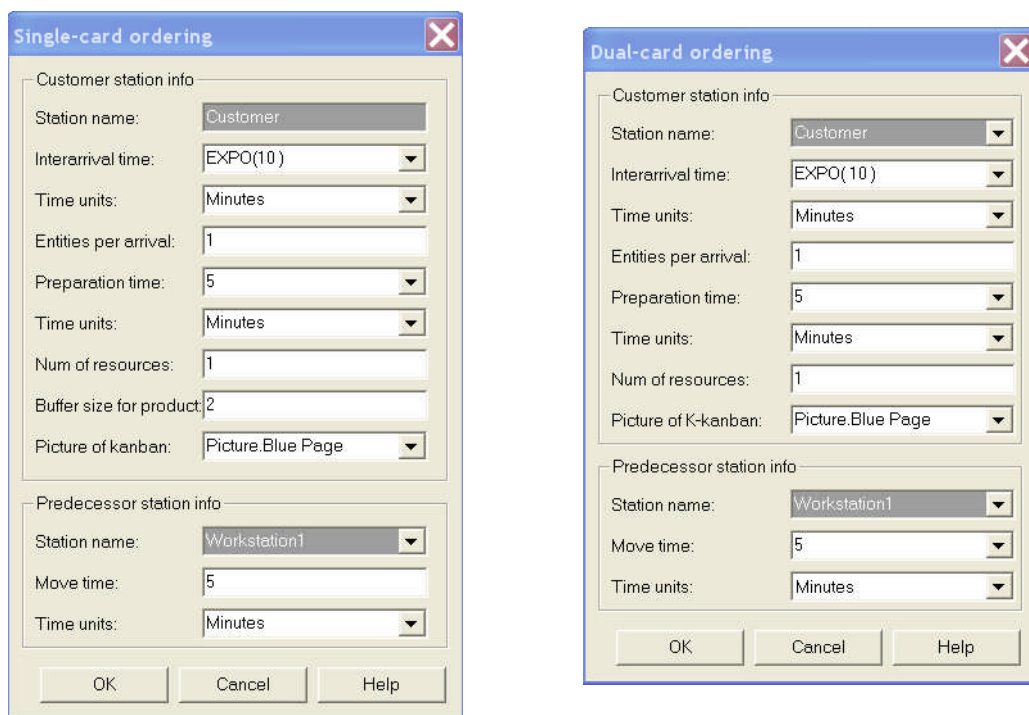 Single-card ordering
Customer station info
Station name: Customer
Interarrival time: EXPO(10)
Time units: Minutes
Entities per arrival: 1
Preparation time: 5
Time units: Minutes
Num of resources: 1
Buffer size for product: 2
Picture of kanban: Picture.Blue Page
Predecessor station info
Station name: Workstation1
Move time: 5
Time units: Minutes
OK Cancel Help
Dual-card ordering
Customer station info
Station name: Customer
Interarrival time: EXPO(10)
Time units: Minutes
Entities per arrival: 1
Preparation time: 5
Time units: Minutes
Num of resources: 1
Picture of K-kanban: Picture.Blue Page
Predecessor station info
Station name: Workstation1
Move time: 5
Time units: Minutes
OK Cancel Help